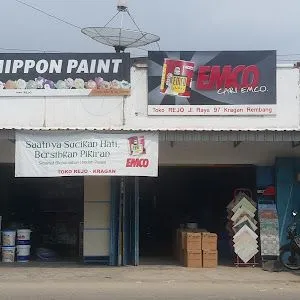 NIPPON PAINT
EMCO
CARI EMCO.
Toko REJO Jl. Raya 97 Kragan Rembang
Saatnya Sucikan Hati,
Bersihkan Pikiran
EMCO
TOKO REJO - KRAGAN